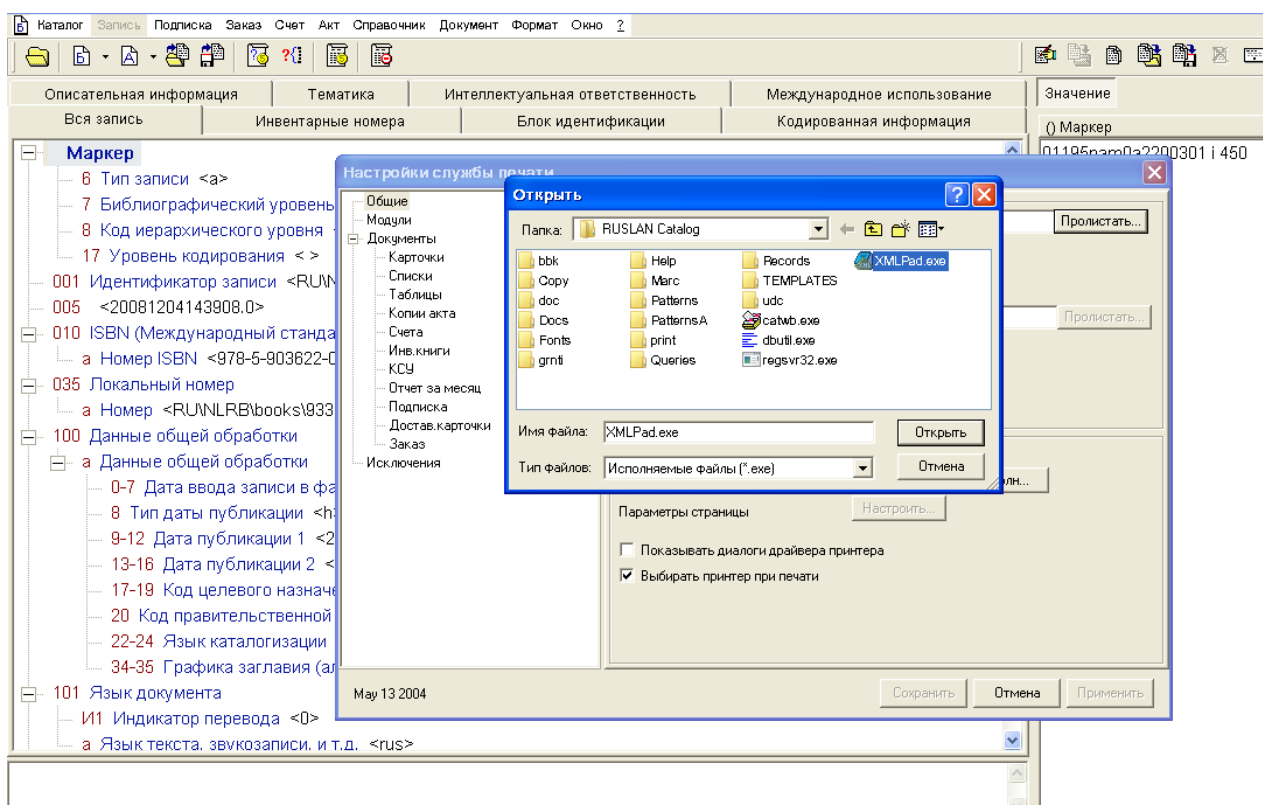 Каталог Запись Подписка Заказ Счет Акт Справочник Документ Формат Окно ?
Описательная информация Тематика Интеллектуальная ответственность Международное использование
Вся запись Инвентарные номера Блок идентификации Кодированная информация
Значение
() Маркер
01195nam0a2200301 i 450
Маркер
6 Тип записи <a>
7 Библиографический уровень
8 Код иерархического уровня
17 Уровень кодирования < >
001 Идентификатор записи <RU\N
005 <20081204143908.0>
010 ISBN (Международный станда
a Номер ISBN <978-5-903622-0
035 Локальный номер
a Номер <RU\NLRB\books\933
100 Данные общей обработки
a Данные общей обработки
0-7 Дата ввода записи в фа
8 Тип даты публикации <h
9-12 Дата публикации 1 <2
13-16 Дата публикации 2 <
17-19 Код целевого назначе
20 Код правительственной
22-24 Язык каталогизации
34-35 Графика заглавия (ал
101 Язык документа
И1 Индикатор перевода <0>
a Язык текста, звукозаписи, и т.д. <rus>
Настройки службы печати
Общие
Модули
Документы
Карточки
Списки
Таблицы
Копии акта
Счета
Инв.книги
КСУ
Отчет за месяц
Подписка
Достав.карточки
Заказ
Исключения
Пролистать...
Пролистать...
Параметры страницы Настроить...
Показывать диалоги драйвера принтера
Выбирать принтер при печати
May 13 2004 Сохранить Отмена Применить
Открыть
Папка: RUSLAN Catalog
bbk Help Records XMLPad.exe
Copy Marc TEMPLATES
doc Patterns udc
Docs PatternsA catwb.exe
Fonts print dbutil.exe
grnti Queries regsvr32.exe
Имя файла: XMLPad.exe Открыть
Тип файлов: Исполняемые файлы (*.exe) Отмена